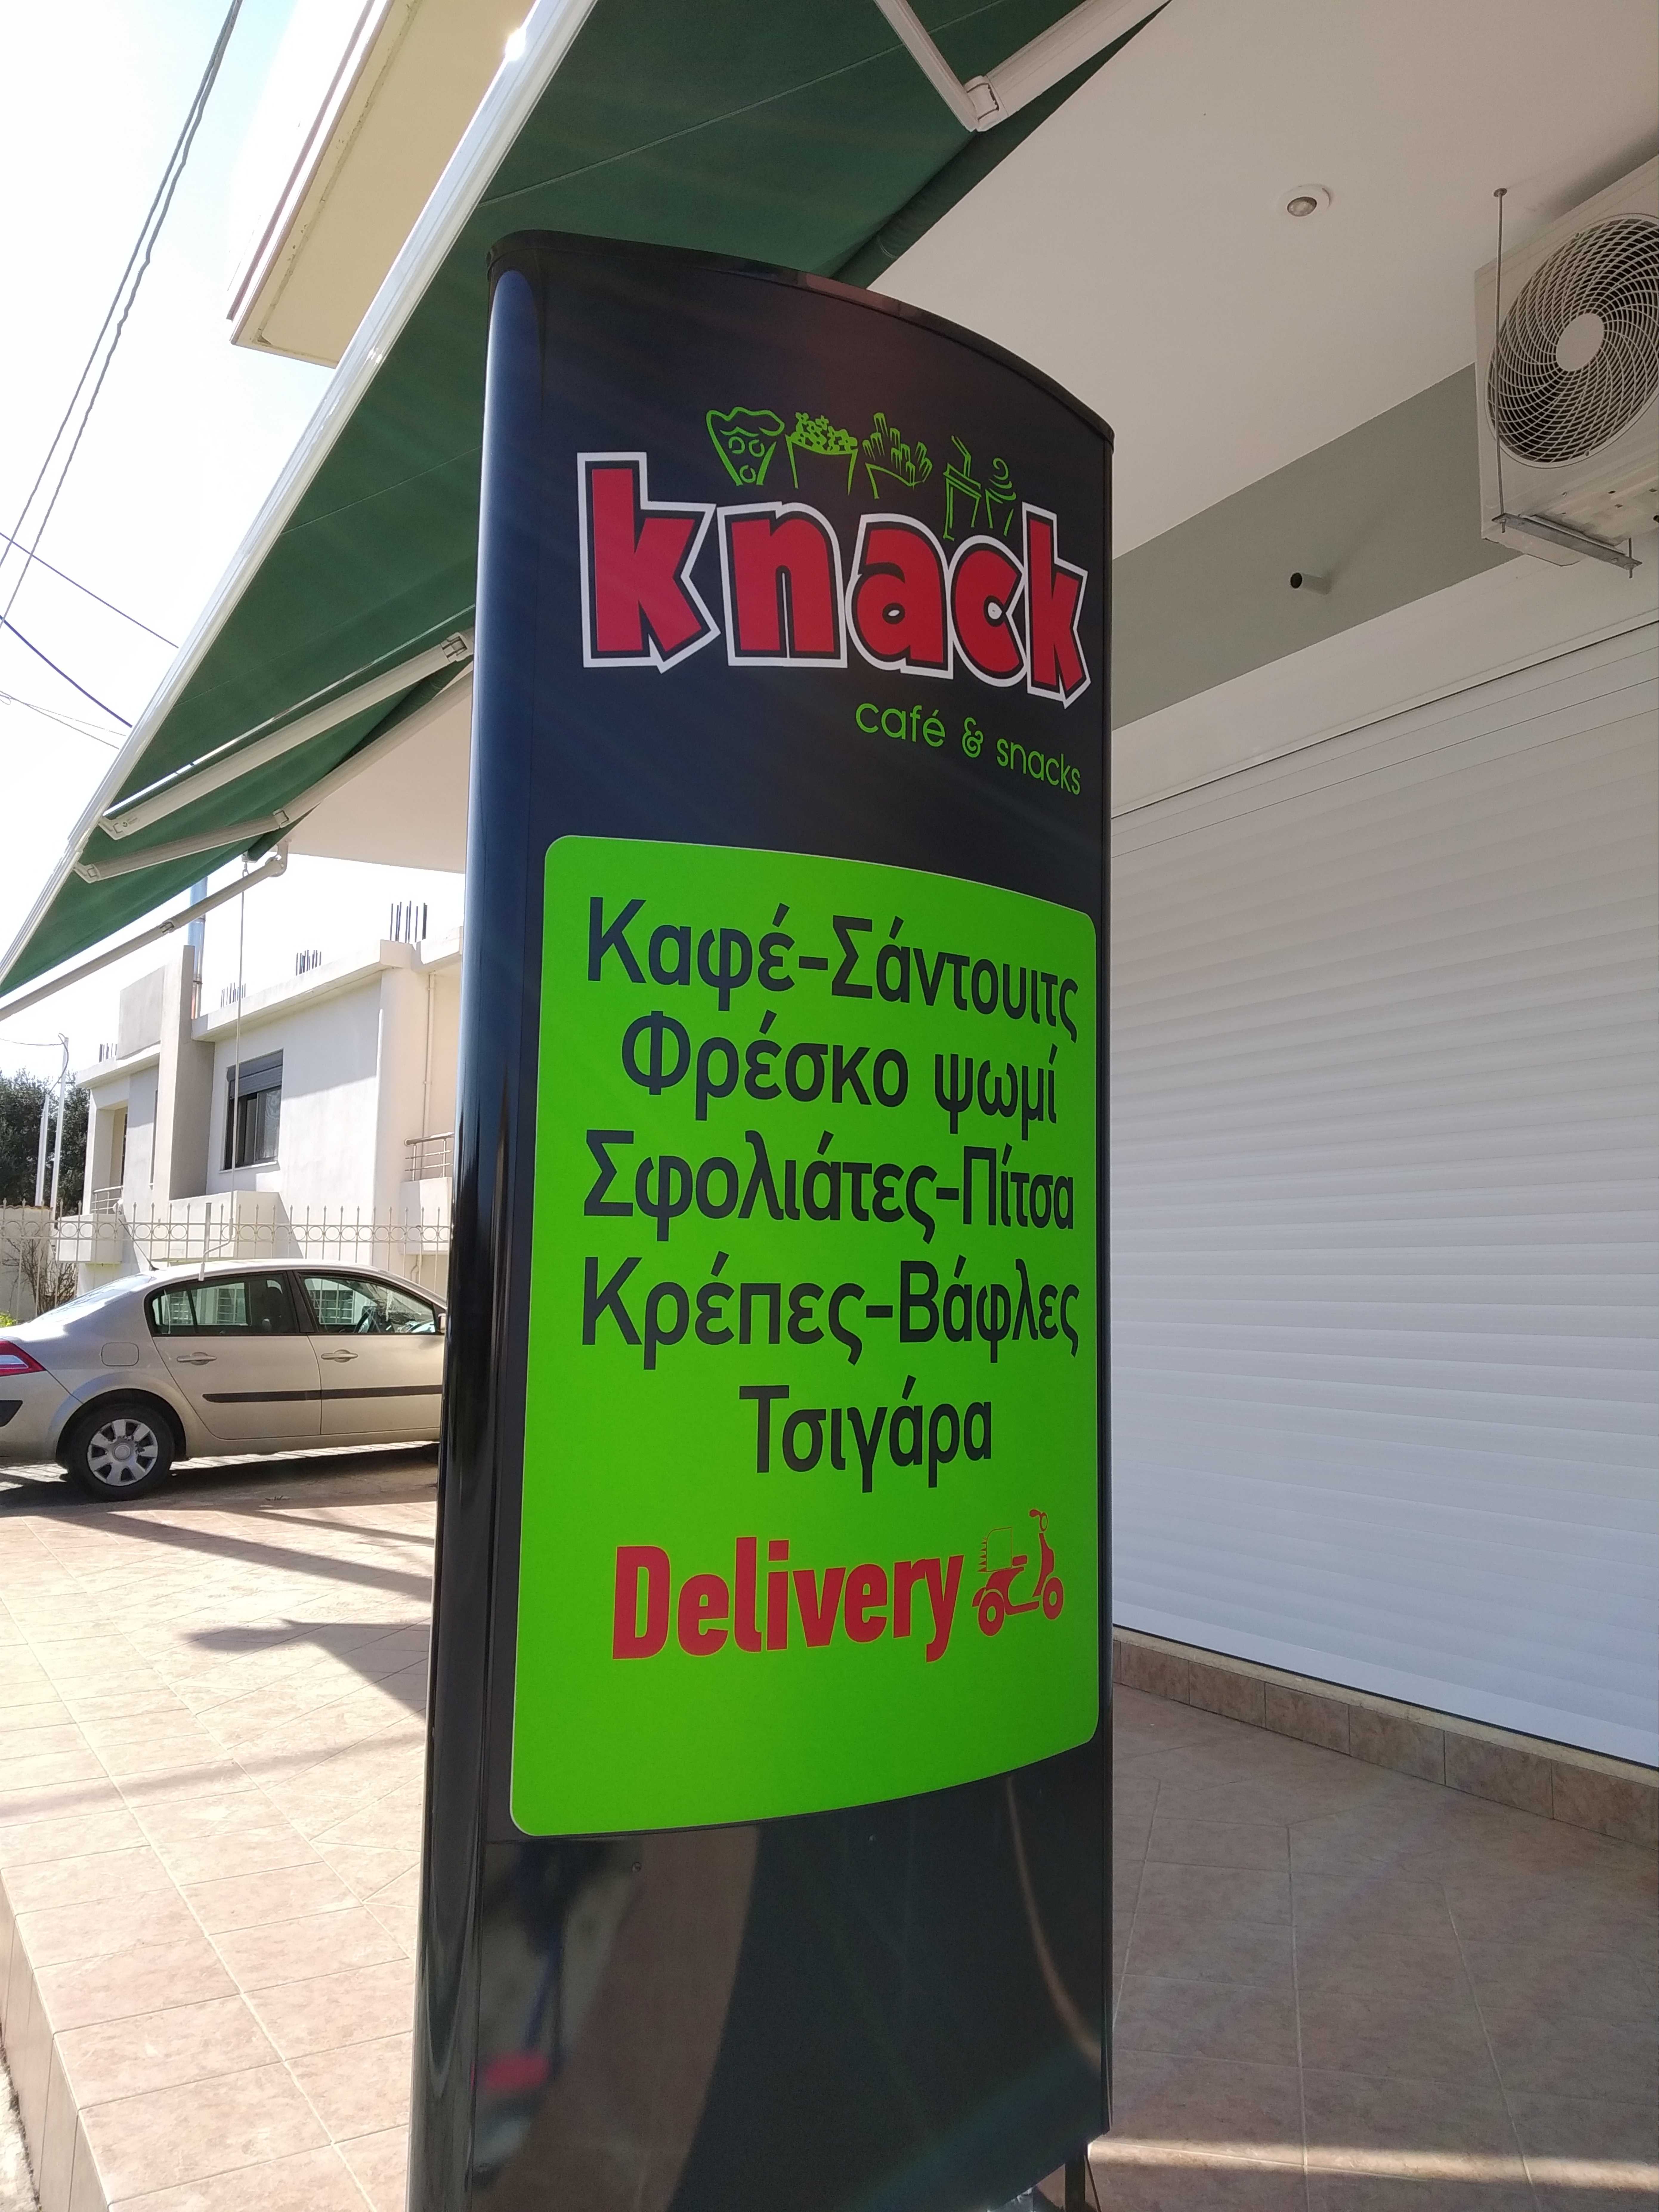 knack
café & snacks
Καφέ-Σάντουιτς
Φρέσκο ψωμί
Σφολιάτες-Πίτσα
Κρέπες-Βάφλες
Τσιγάρα
Delivery